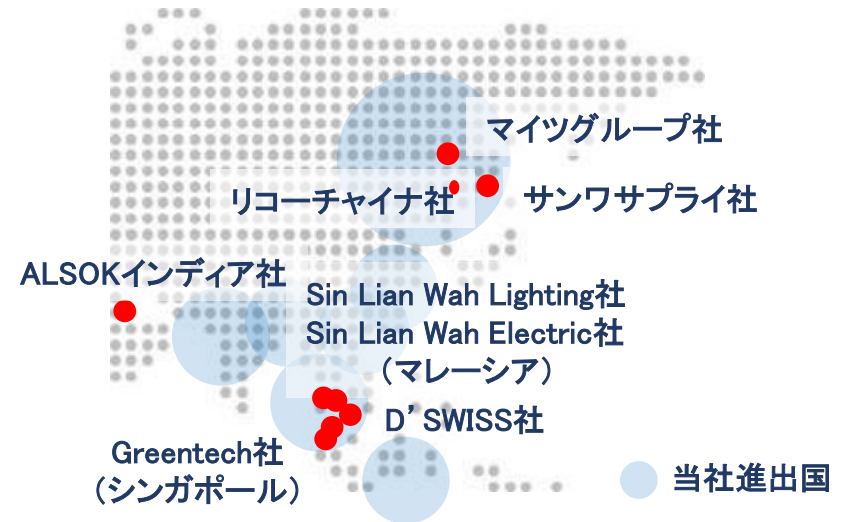 マイツグループ社
リコーチャイナ社
サンワサプライ社
ALSOKインディア社
Sin Lian Wah Lighting社
Sin Lian Wah Electric社
（マレーシア）
D’SWISS社
Greentech社
（シンガポール）
当社進出国